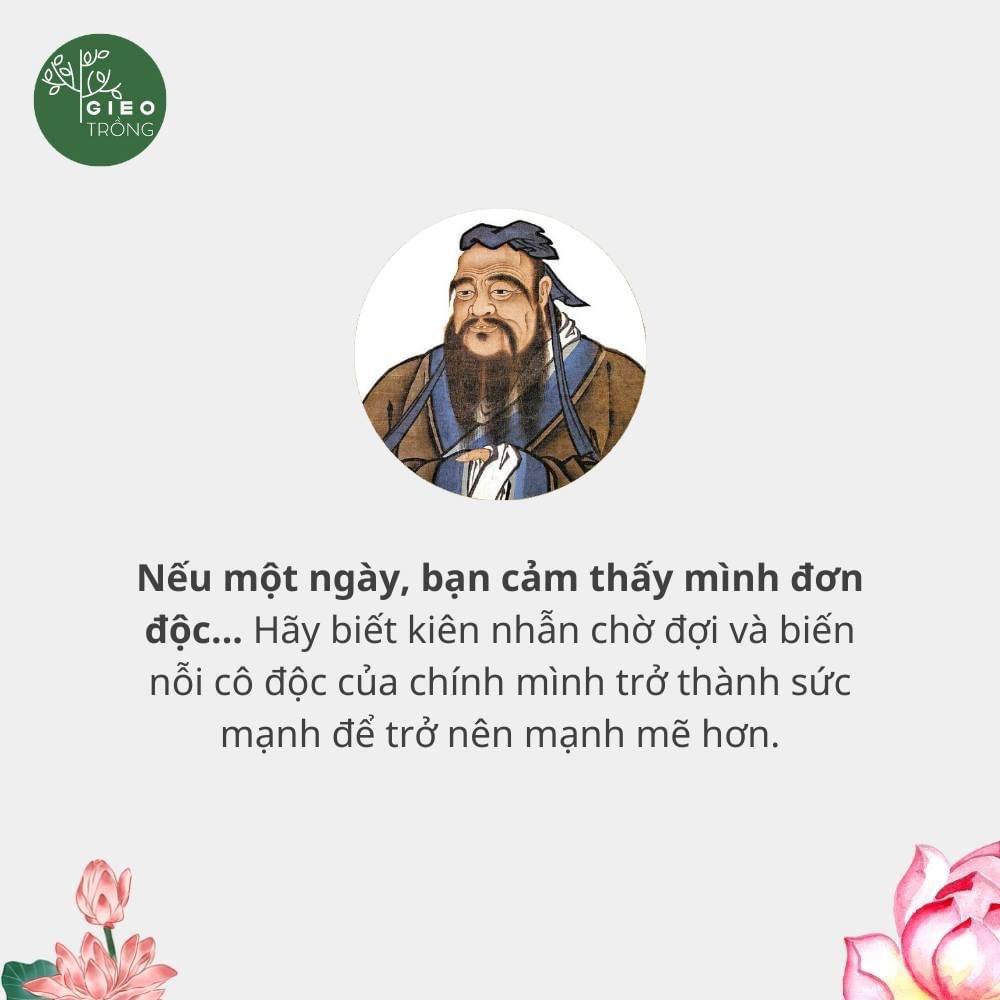 GIEO
TRỒNG
Nếu một ngày, bạn cảm thấy mình đơn
độc... Hãy biết kiên nhẫn chờ đợi và biến
nỗi cô độc của chính mình trở thành sức
mạnh để trở nên mạnh mẽ hơn.